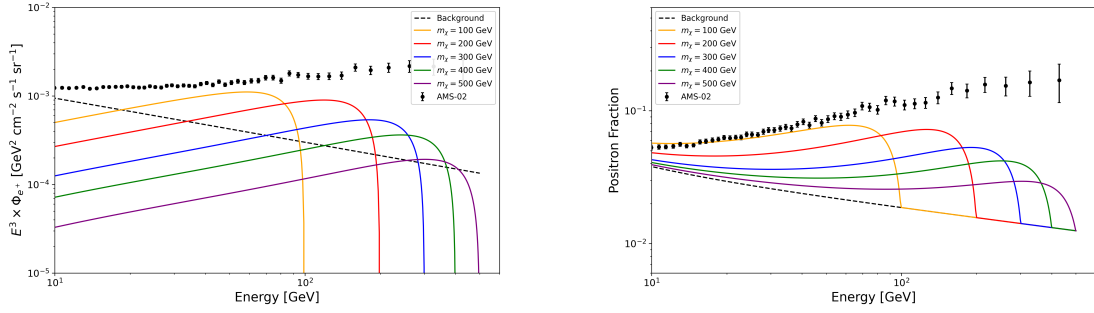 10⁻²
10⁻³
10⁻⁴
10⁻⁵
E³ × Φₑ⁺ [GeV² cm⁻² s⁻¹ sr⁻¹]
10¹
10²
Energy [GeV]
Background
mχ = 100 GeV
mχ = 200 GeV
mχ = 300 GeV
mχ = 400 GeV
mχ = 500 GeV
AMS-02
10⁻¹
10⁻²
Positron Fraction
10¹
10²
Energy [GeV]
Background
mχ = 100 GeV
mχ = 200 GeV
mχ = 300 GeV
mχ = 400 GeV
mχ = 500 GeV
AMS-02